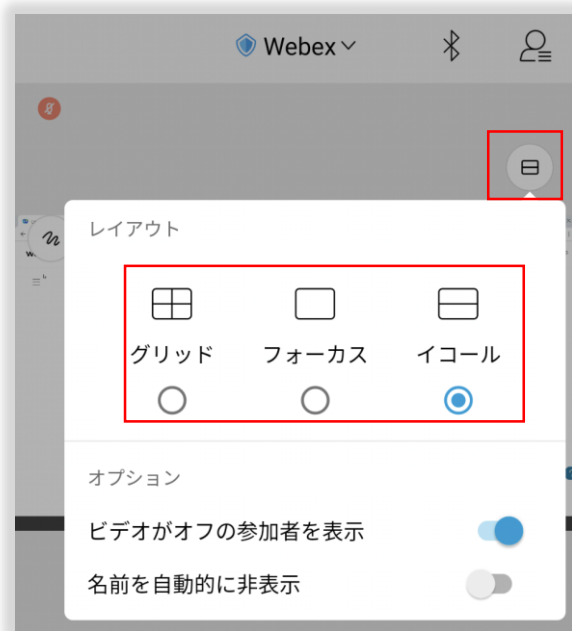 Webex
レイアウト
グリッド フォーカス イコール
オプション
ビデオがオフの参加者を表示
名前を自動的に非表示